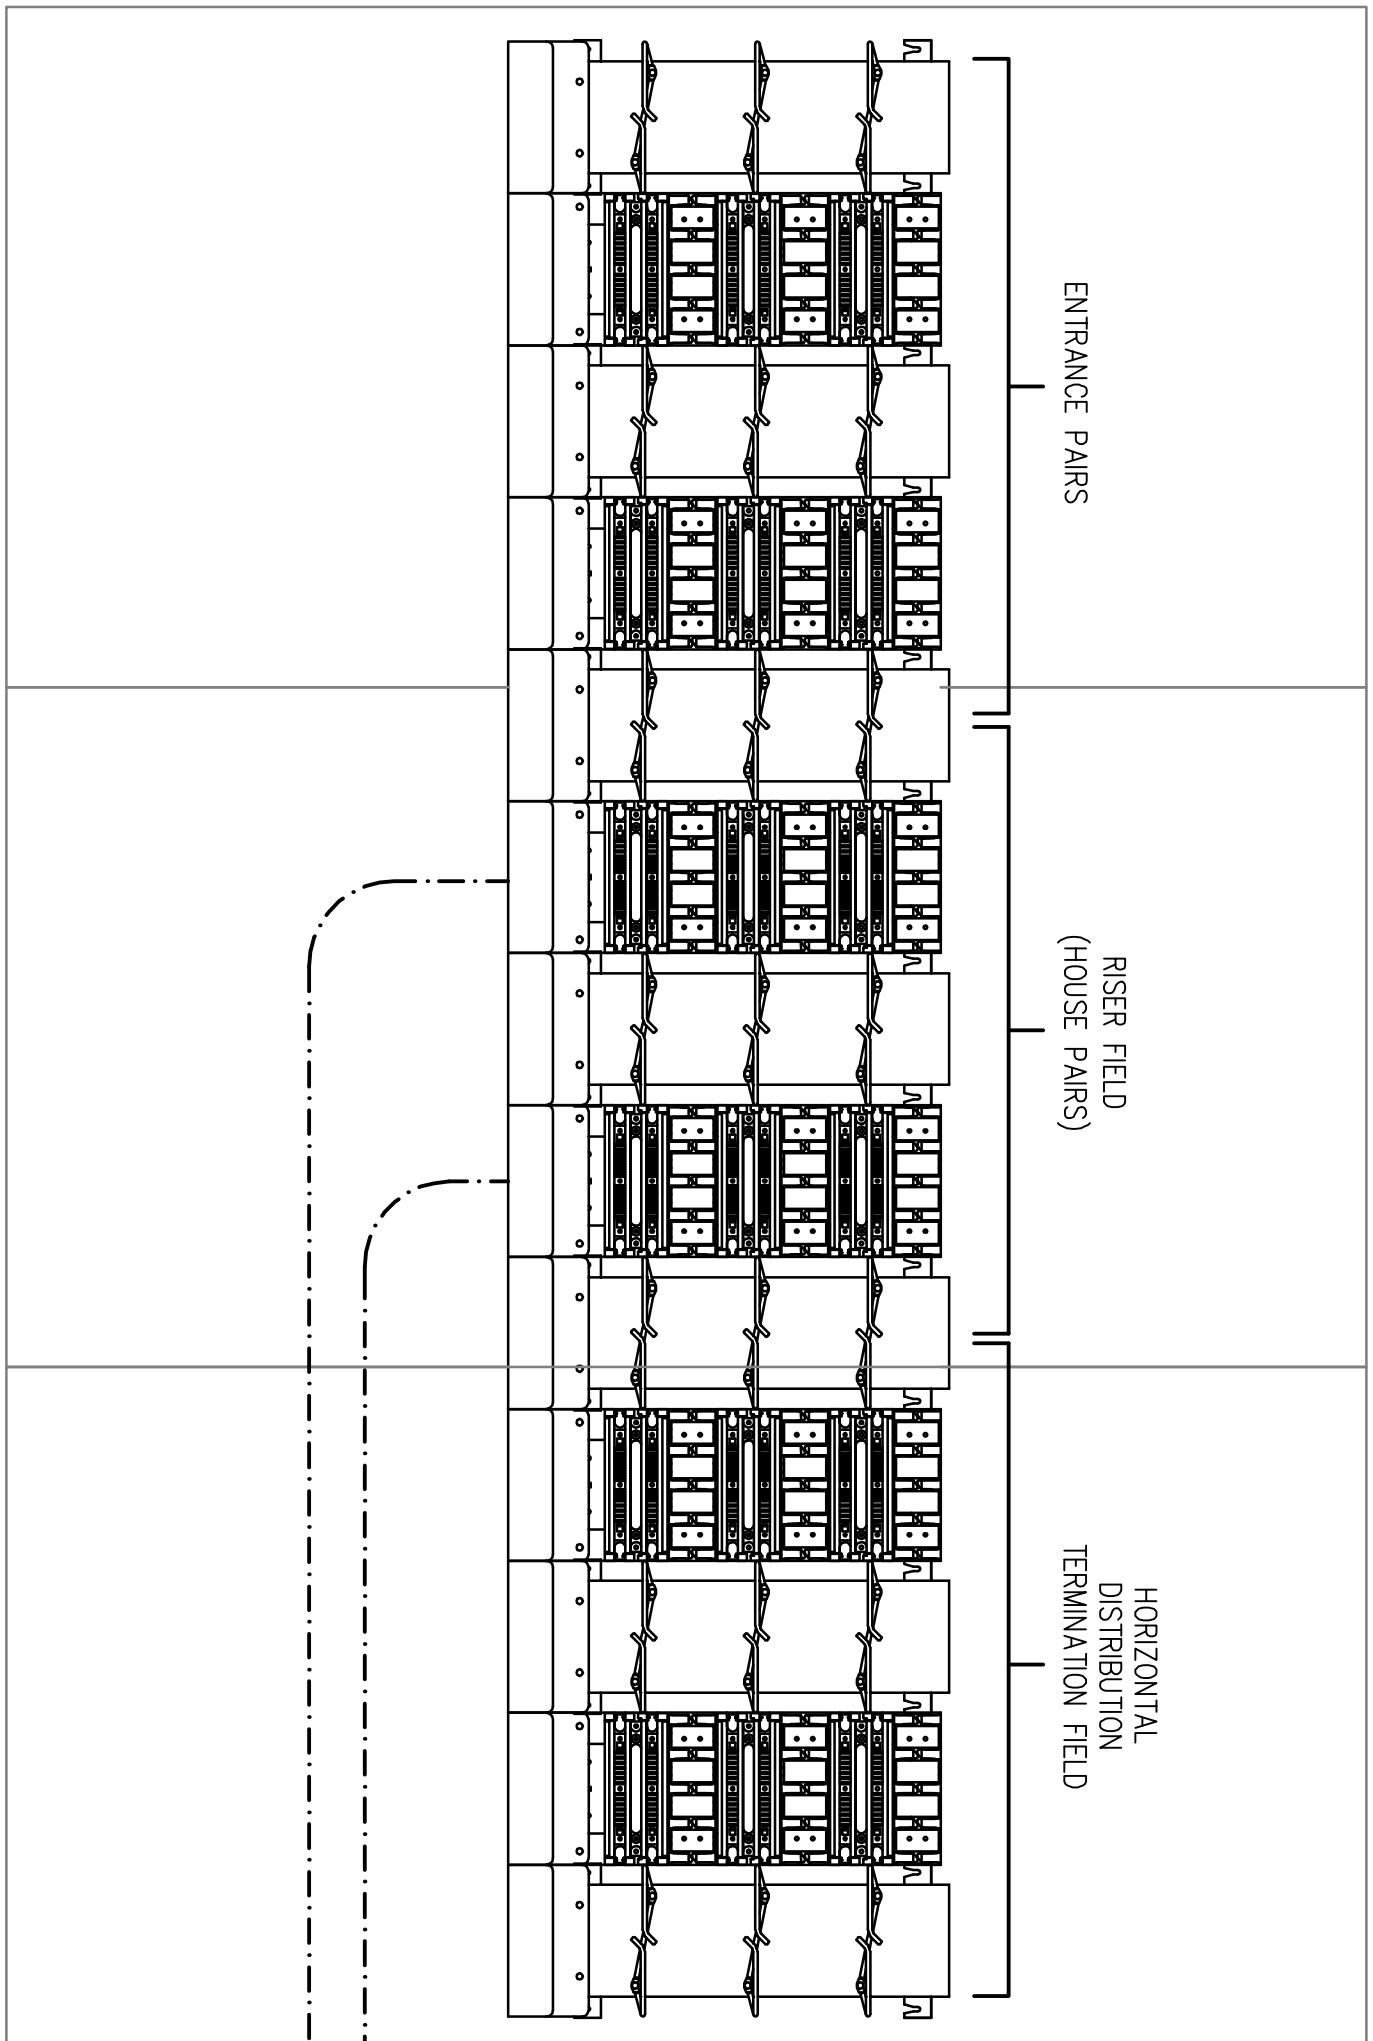 ENTRANCE PAIRS
RISER FIELD
(HOUSE PAIRS)
HORIZONTAL
DISTRIBUTION
TERMINATION FIELD